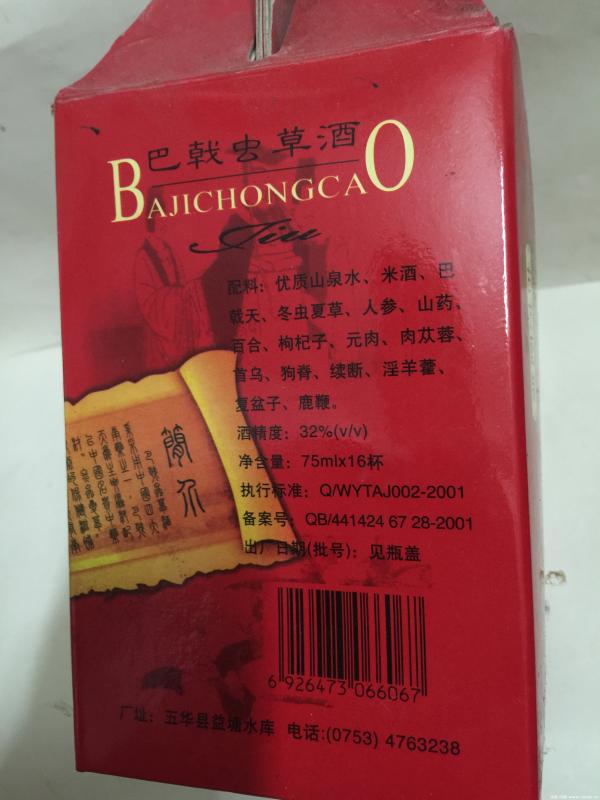 巴戟虫草酒
BAJICHONGCAO
Jiu
配料：优质山泉水、米酒、巴
戟天、冬虫夏草、人参、山药、
百合、枸杞子、元肉、肉苁蓉、
首乌、狗脊、续断、淫羊藿、
复盆子、鹿鞭。
酒精度：32%(v/v)
净含量：75mlx16杯
执行标准：Q/WYTAJ002-2001
备案号：QB/441424 67 28-2001
出厂日期(批号)：见瓶盖
簡介
6 926473 066067
厂址：五华县益塘水库 电话:(0753) 4763238